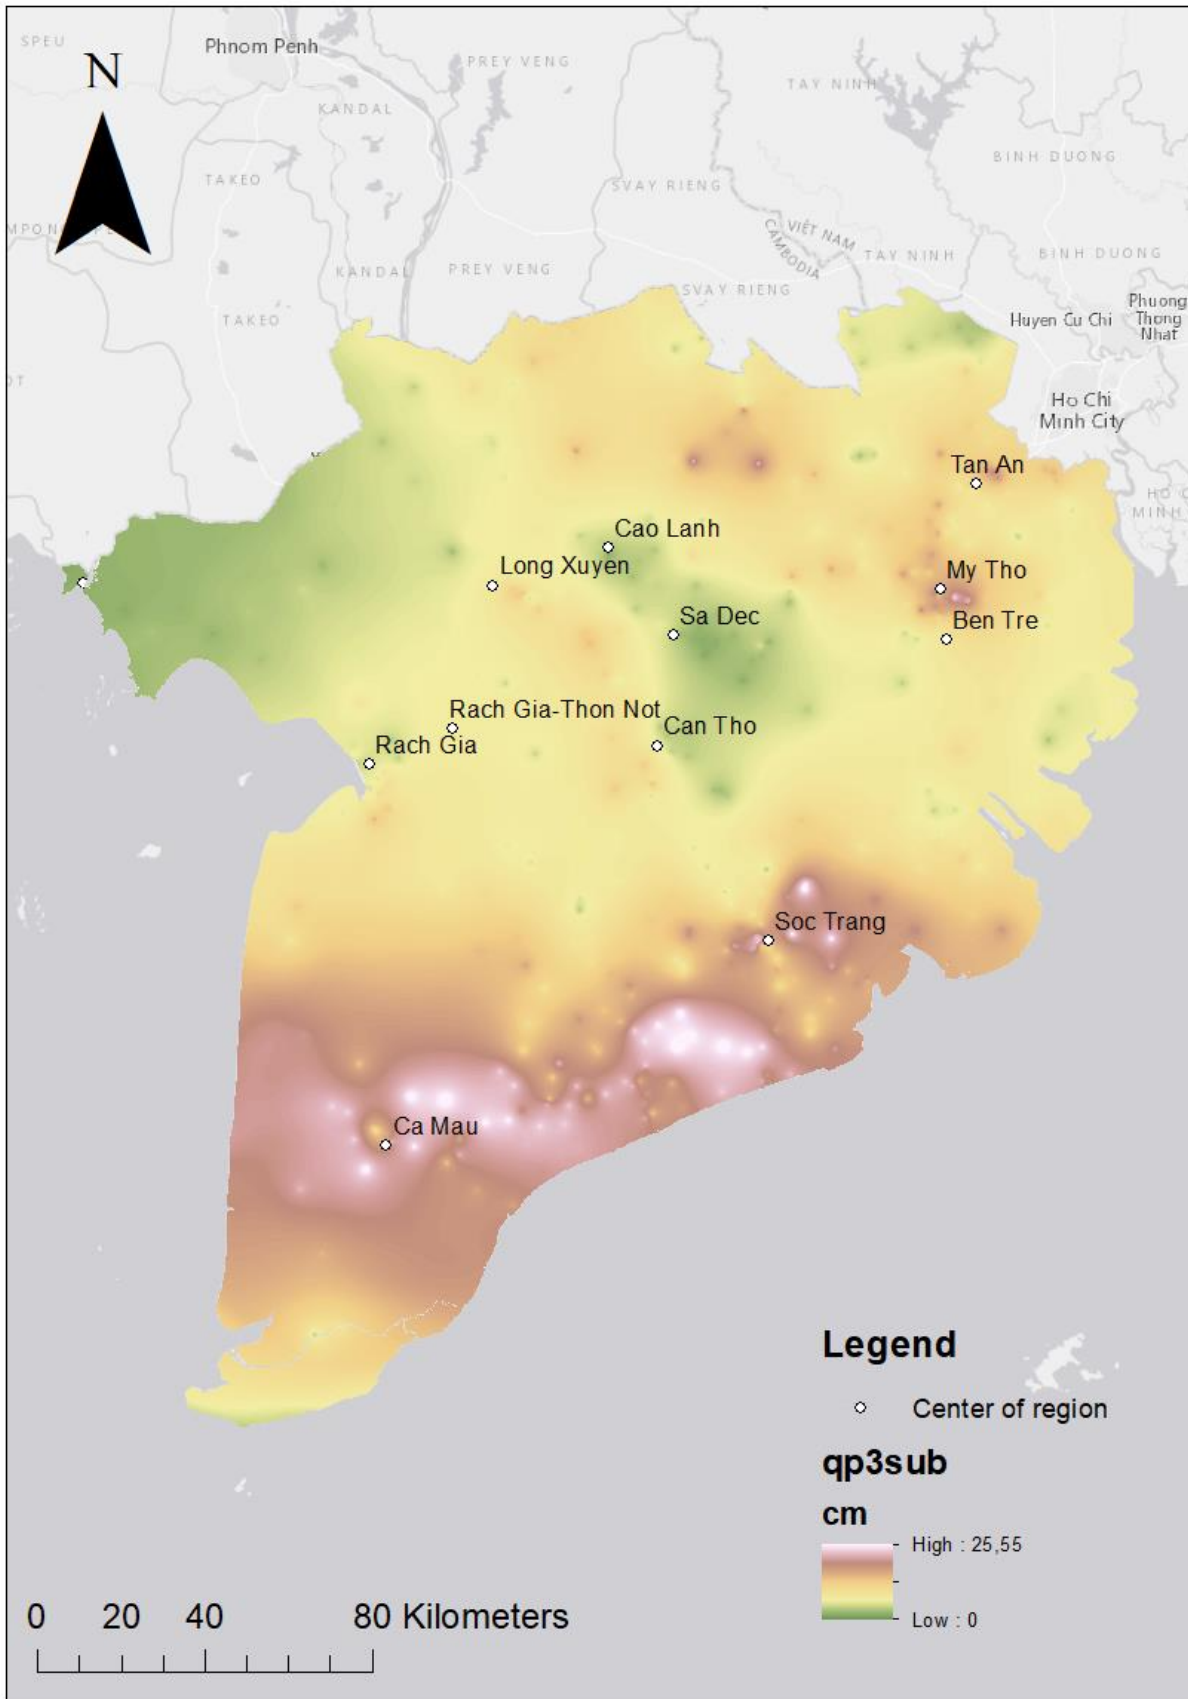 SPEU
Phnom Penh
PREY VENG
TAY NINH
N
KANDAL
BINH DUONG
TAKEO
SVAY RIENG
VIỆT NAM
CAMBODIA
TAY NINH
BINH DUONG
KANDAL
PREY VENG
SVAY RIENG
TAKEO
Huyen Cu Chi
Phuong
Thong
Nhat
Ho Chi
Minh City
Tan An
Cao Lanh
Long Xuyen
My Tho
Sa Dec
Ben Tre
Rach Gia-Thon Not
Can Tho
Rach Gia
Soc Trang
Ca Mau
Legend
Center of region
qp3sub
cm
High : 25,55
Low : 0
0 20 40 80 Kilometers